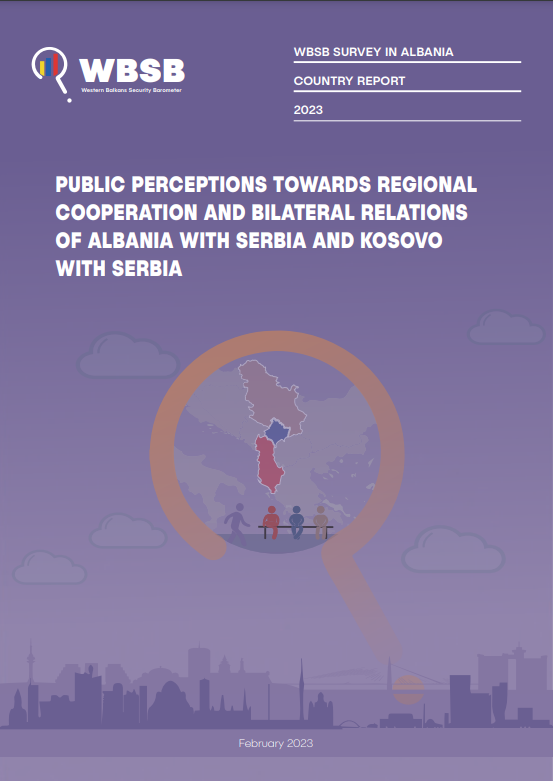 WBSB
Western Balkans Security Barometer
WBSB SURVEY IN ALBANIA
COUNTRY REPORT
2023
PUBLIC PERCEPTIONS TOWARDS REGIONAL
COOPERATION AND BILATERAL RELATIONS
OF ALBANIA WITH SERBIA AND KOSOVO
WITH SERBIA
February 2023